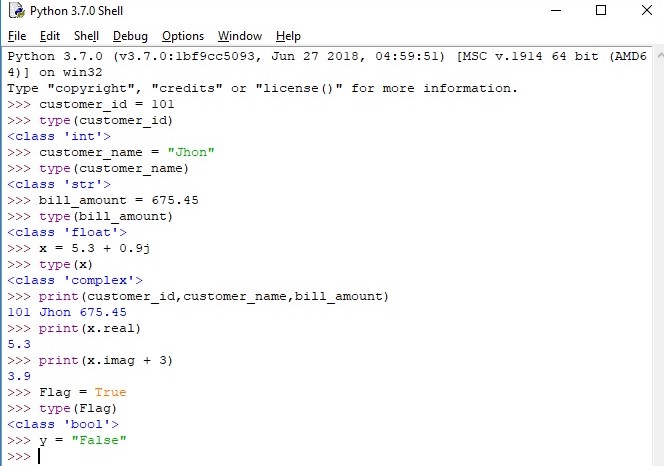 Python 3.7.0 Shell
File Edit Shell Debug Options Window Help
Python 3.7.0 (v3.7.0:1bf9cc5093, Jun 27 2018, 04:59:51) [MSC v.1914 64 bit (AMD6
4)] on win32
Type "copyright", "credits" or "license()" for more information.
>>> customer_id = 101
>>> type(customer_id)
<class 'int'>
>>> customer_name = "Jhon"
>>> type(customer_name)
<class 'str'>
>>> bill_amount = 675.45
>>> type(bill_amount)
<class 'float'>
>>> x = 5.3 + 0.9j
>>> type(x)
<class 'complex'>
>>> print(customer_id,customer_name,bill_amount)
101 Jhon 675.45
>>> print(x.real)
5.3
>>> print(x.imag + 3)
3.9
>>> Flag = True
>>> type(Flag)
<class 'bool'>
>>> y = "False"
>>>